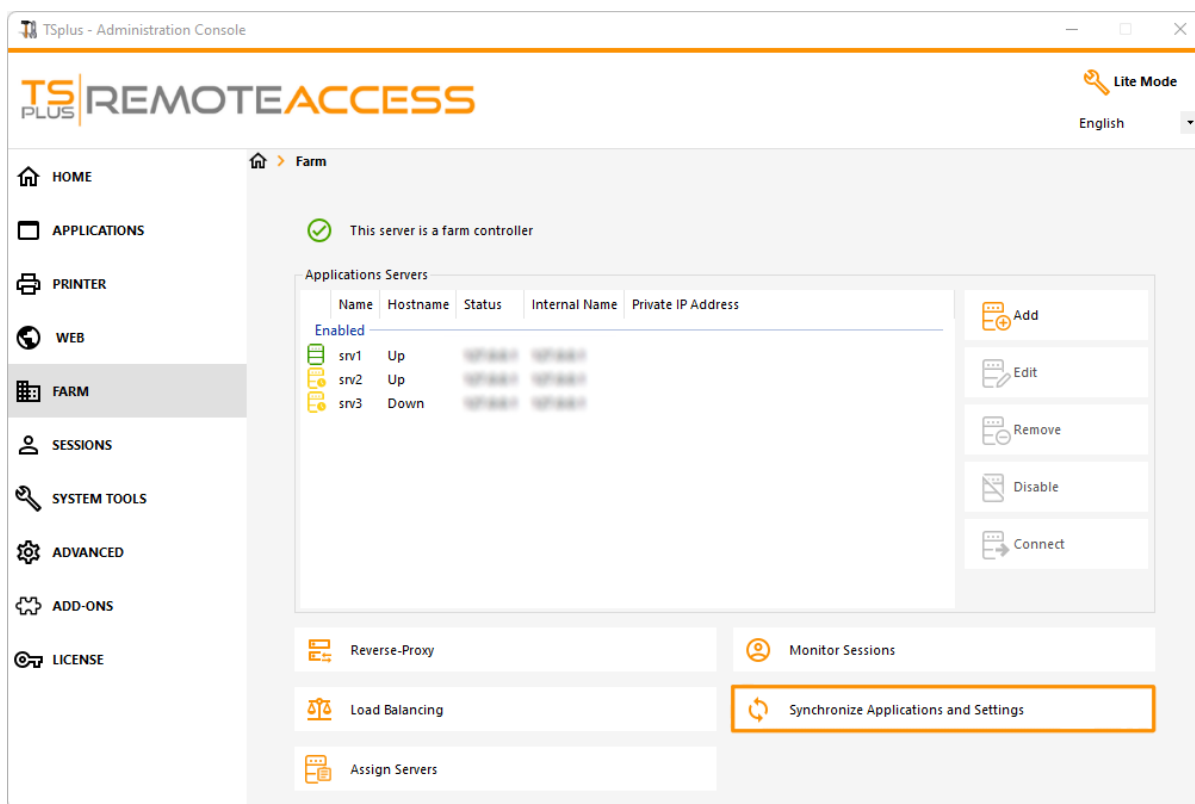 TSplus - Administration Console
TS PLUS REMOTEACCESS
Lite Mode
English
HOME
APPLICATIONS
PRINTER
WEB
FARM
SESSIONS
SYSTEM TOOLS
ADVANCED
ADD-ONS
LICENSE
Farm
This server is a farm controller
Applications Servers
Name Hostname Status Internal Name Private IP Address
Enabled
srv1 Up
srv2 Up
srv3 Down
Add
Edit
Remove
Disable
Connect
Reverse-Proxy
Monitor Sessions
Load Balancing
Synchronize Applications and Settings
Assign Servers